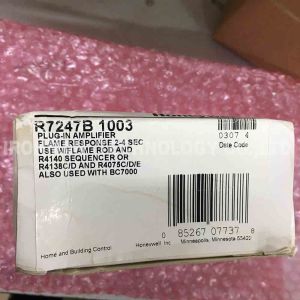 R7247B 1003
PLUG-IN AMPLIFIER
FLAME RESPONSE 2-4 SEC
USE W/FLAME ROD AND
R4140 SEQUENCER OR
R4138C/D AND R4075C/D/E
ALSO USED WITH BC7000
0307 4
Date Code
0 85267 07737 8
Home and Building Control
Honeywell Inc.
Minneapolis, Minnesota 55422